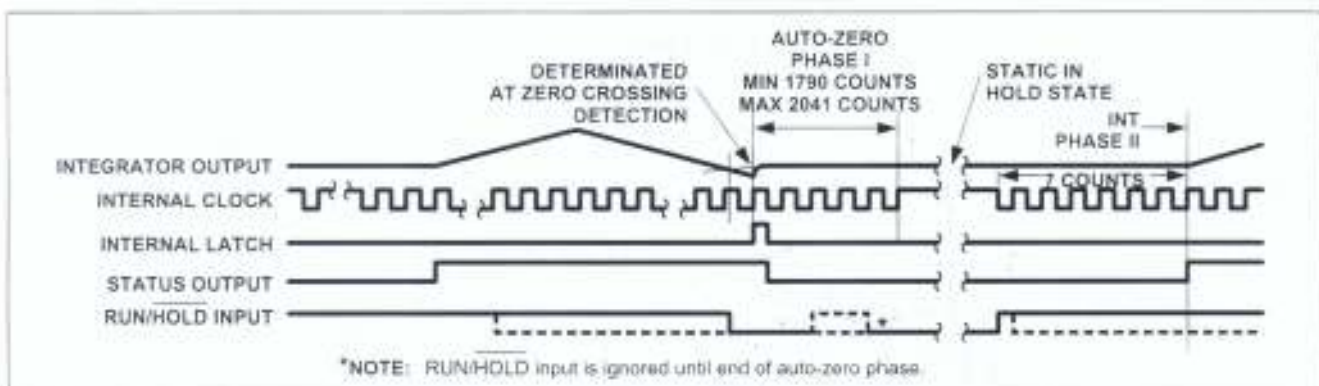 AUTO-ZERO
PHASE I
MIN 1790 COUNTS
MAX 2041 COUNTS
DETERMINATED
AT ZERO CROSSING
DETECTION
STATIC IN
HOLD STATE
INT
PHASE II
INTEGRATOR OUTPUT
7 COUNTS
INTERNAL CLOCK
INTERNAL LATCH
STATUS OUTPUT
RUN/HOLD INPUT
*
*NOTE: RUN/HOLD input is ignored until end of auto-zero phase.